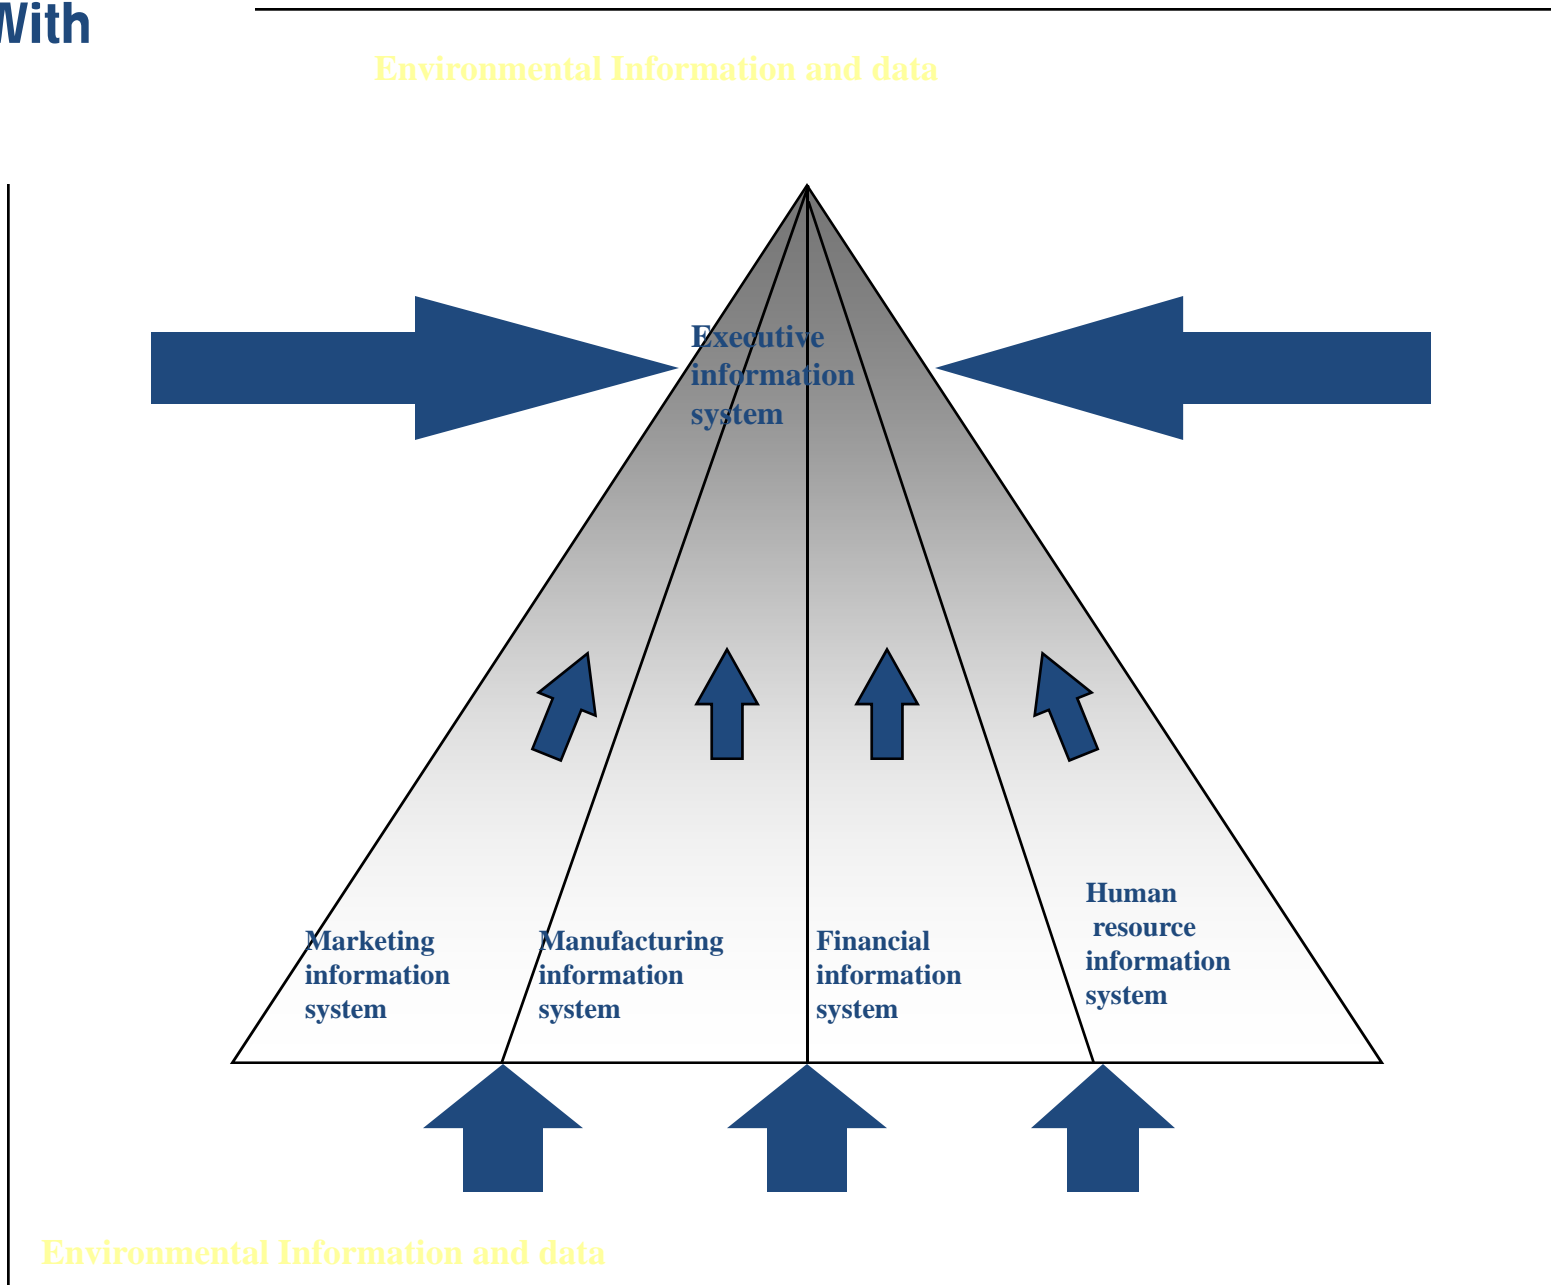 With
Environmental Information and data
Executive
information
system
Marketing
information
system
Manufacturing
information
system
Financial
information
system
Human
resource
information
system
Environmental Information and data